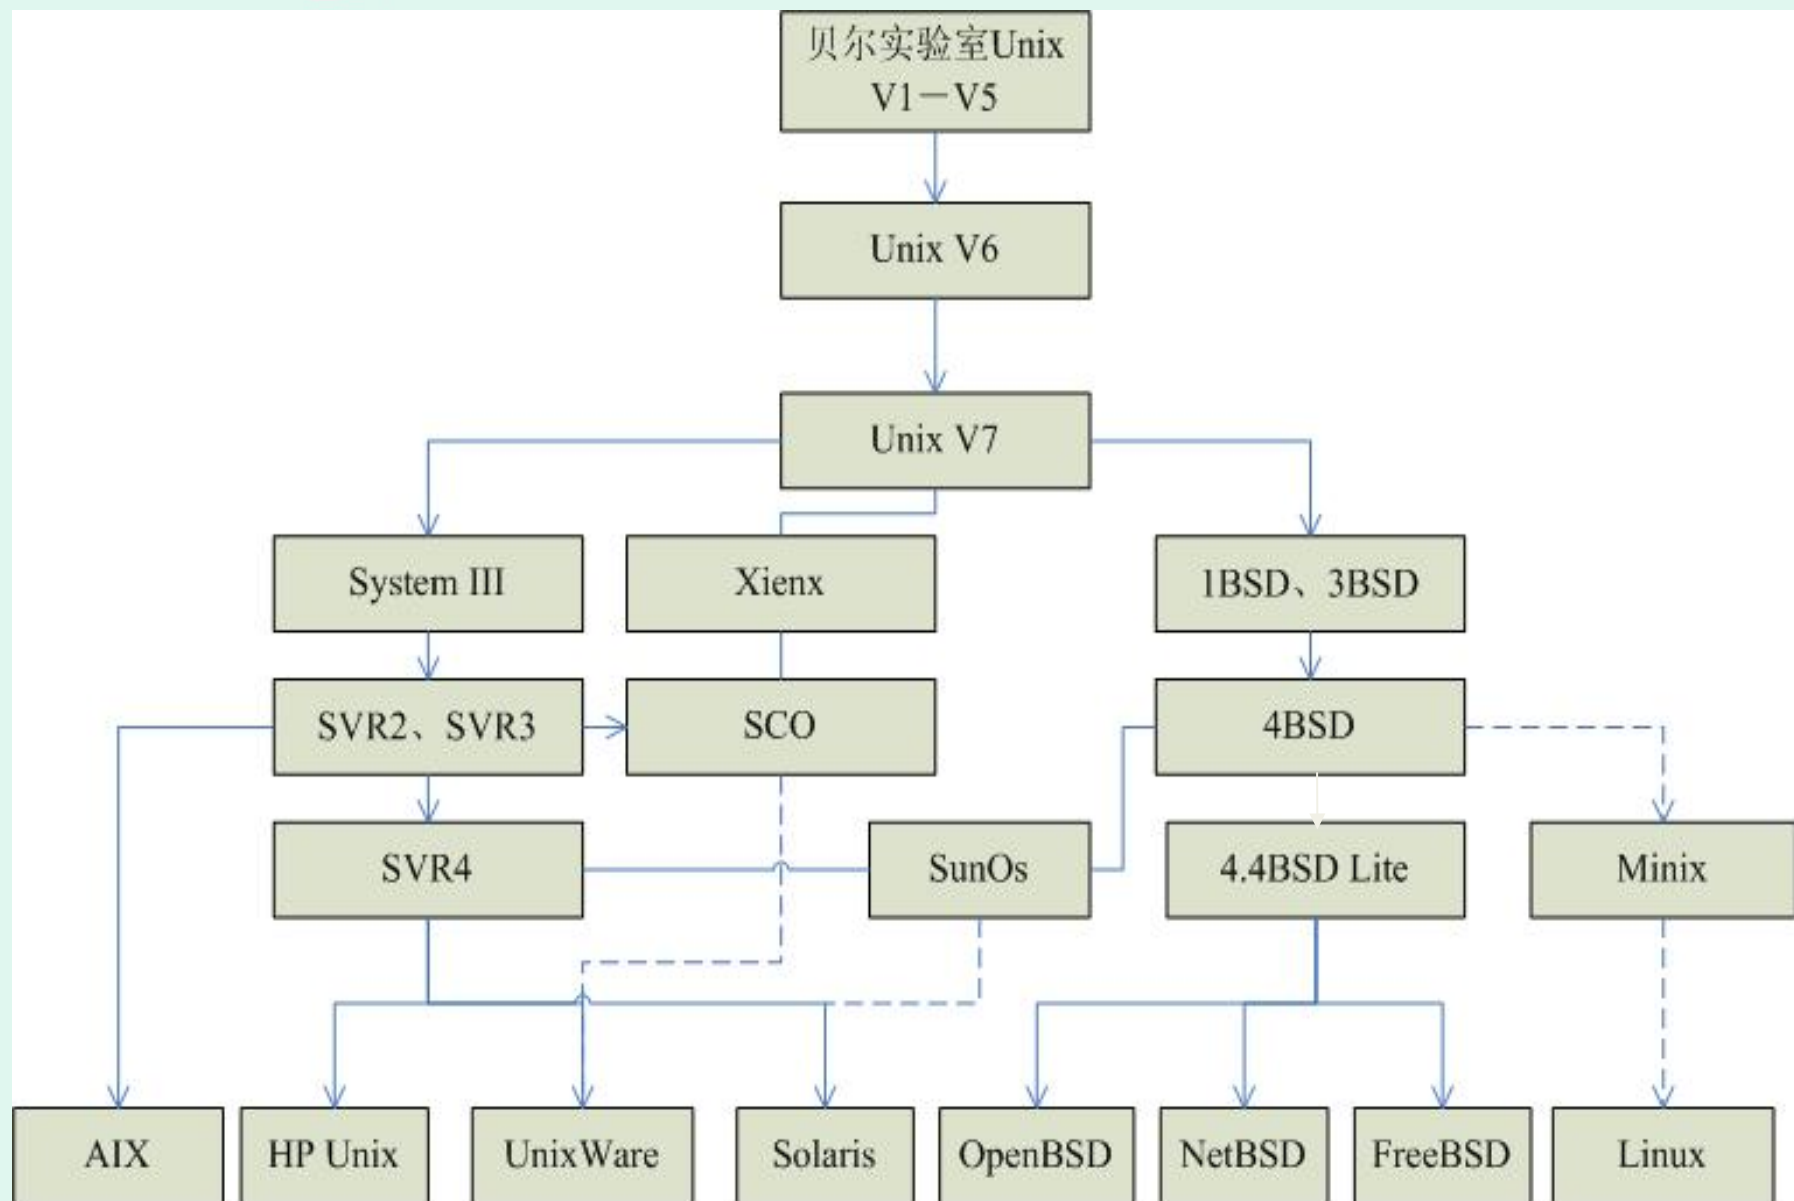 贝尔实验室Unix
V1－V5
Unix V6
Unix V7
System III
Xienx
1BSD、3BSD
SVR2、SVR3
SCO
4BSD
SVR4
SunOs
4.4BSD Lite
Minix
AIX
HP Unix
UnixWare
Solaris
OpenBSD
NetBSD
FreeBSD
Linux